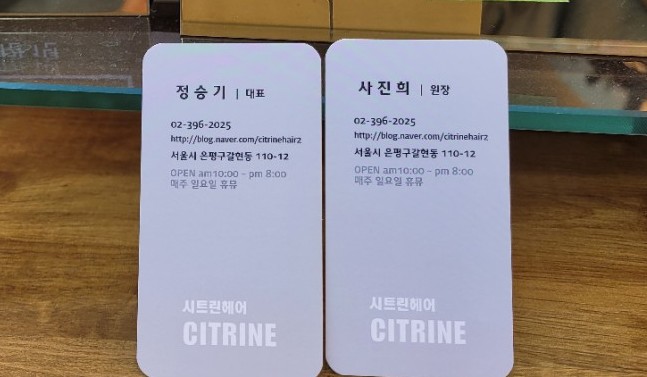 정승기 | 대표
02-396-2025
http://blog.naver.com/citrinehair2
서울시 은평구갈현동 110-12
OPEN am10:00 - pm 8:00
매주 일요일 휴뮤
시트린헤어
CITRINE
사진희 | 원장
02-396-2025
http://blog.naver.com/citrinehair2
서울시 은평구갈현동 110-12
OPEN am10:00 - pm 8:00
매주 일요일 휴뮤
시트린헤어
CITRINE